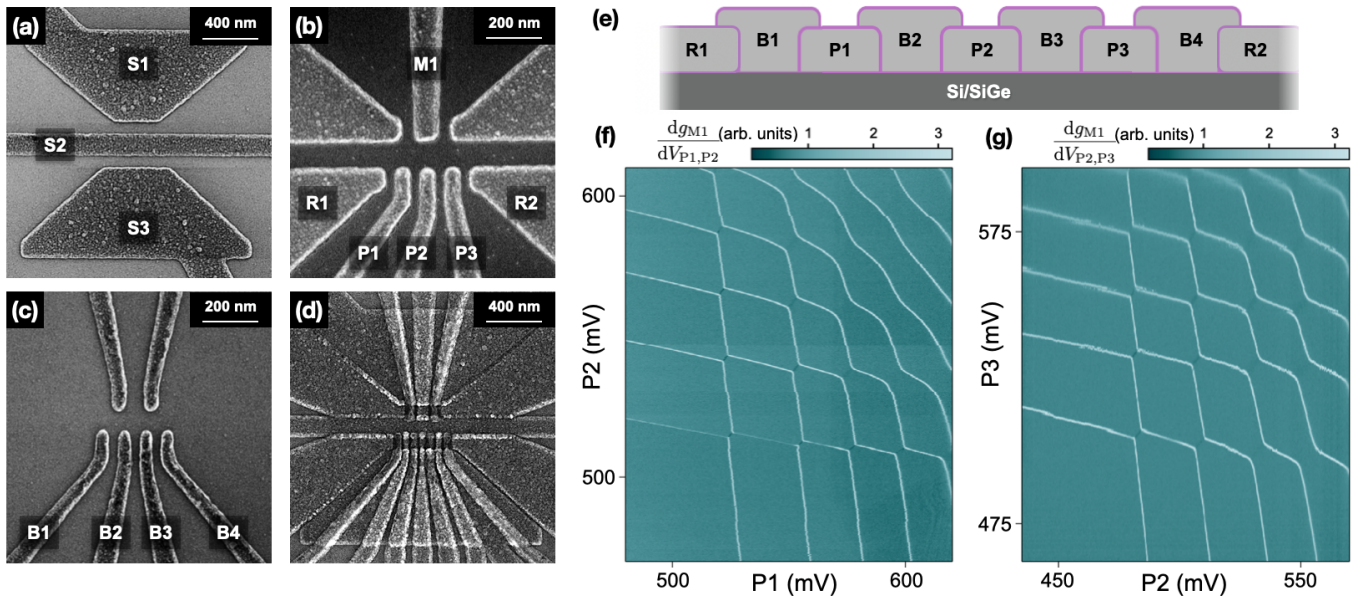 (a)
400 nm
S1
S2
S3
(b)
200 nm
M1
R1
R2
P1
P2
P3
(c)
200 nm
B1
B2
B3
B4
(d)
400 nm
(e)
R1
B1
P1
B2
P2
B3
P3
B4
R2
Si/SiGe
(f)
dgM1
dVP1,P2
(arb. units)
1
2
3
600
500
P2 (mV)
500
600
P1 (mV)
(g)
dgM1
dVP2,P3
(arb. units)
1
2
3
575
475
P3 (mV)
450
550
P2 (mV)